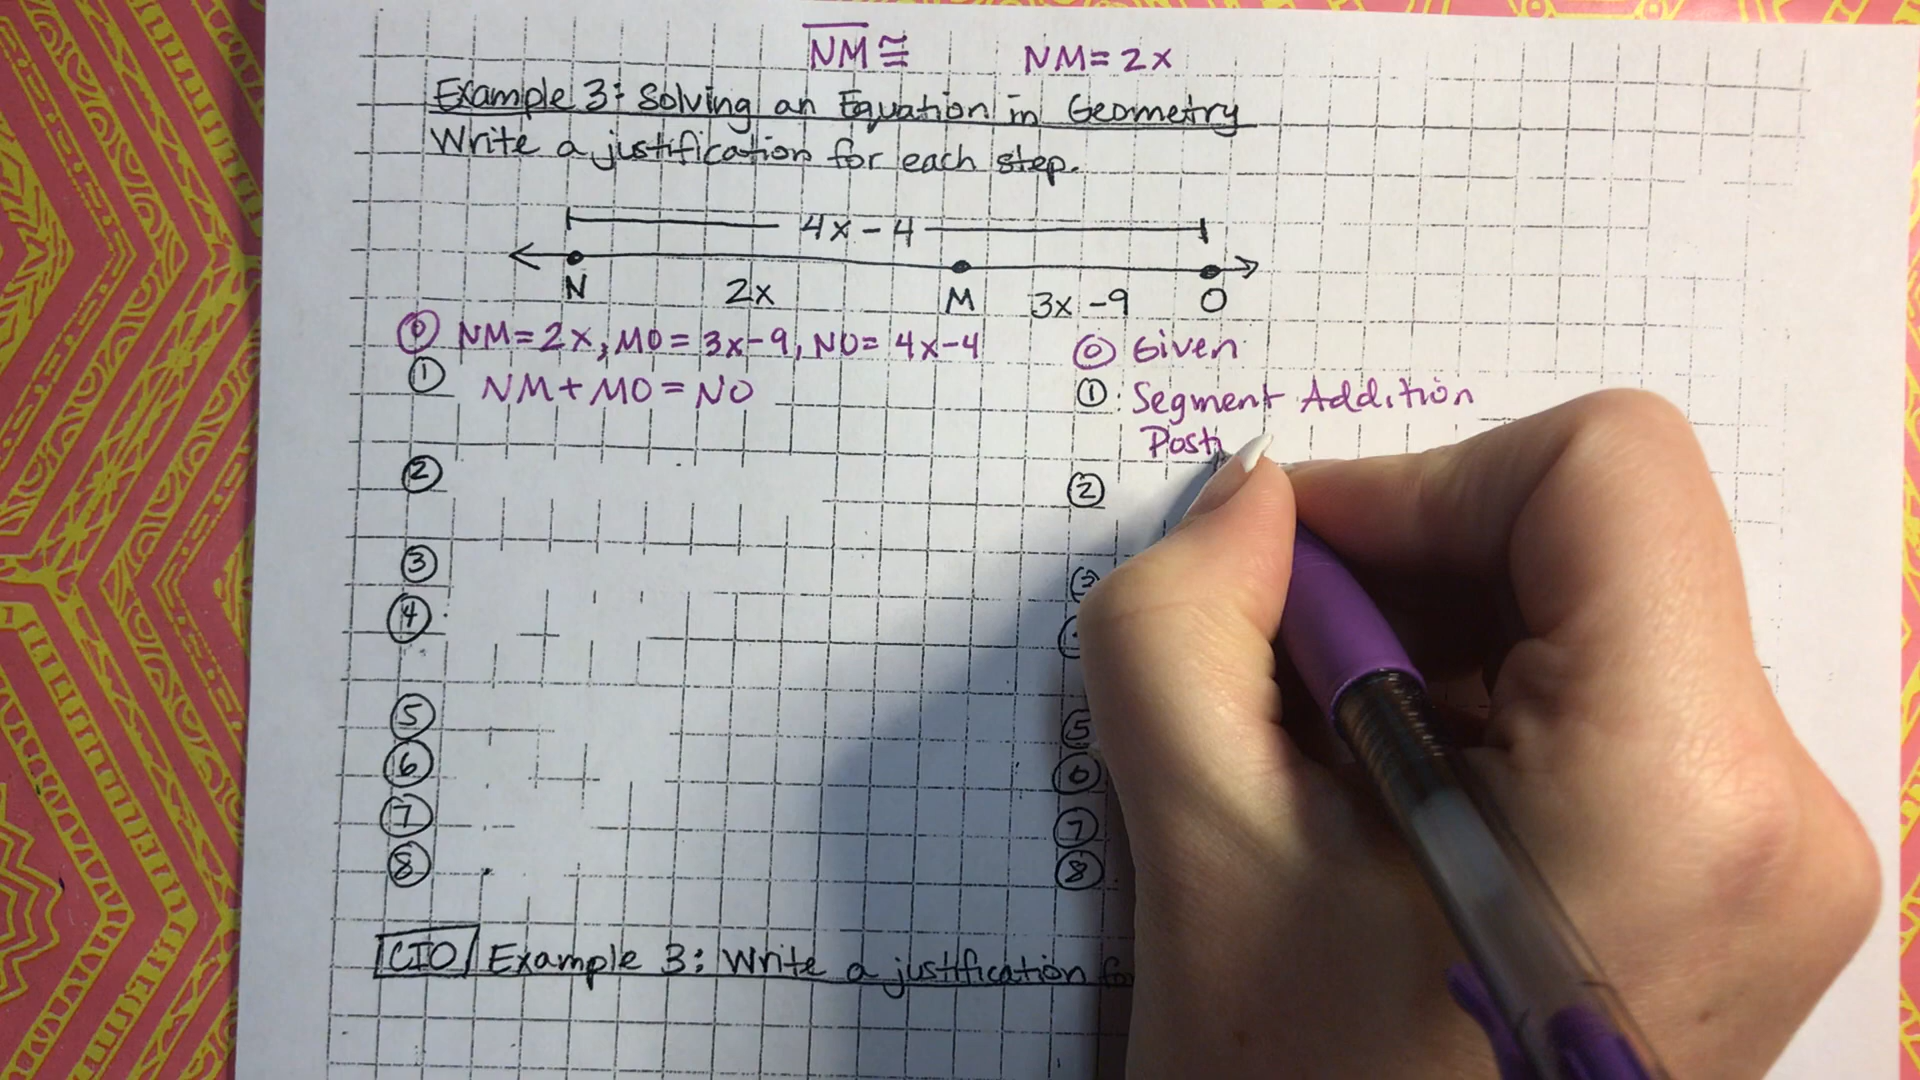 NM ≅ NM = 2x
Example 3: Solving an Equation in Geometry
Write a justification for each step.
4x - 4
N 2x M 3x - 9 O
⓪ NM = 2x, MO = 3x - 9, NO = 4x - 4
⓪ Given
① NM + MO = NO
① Segment Addition
Post
② ②
③ ③
④
⑤ ⑤
⑥ ⑥
⑦ ⑦
⑧ ⑧
CIO Example 3: Write a justification